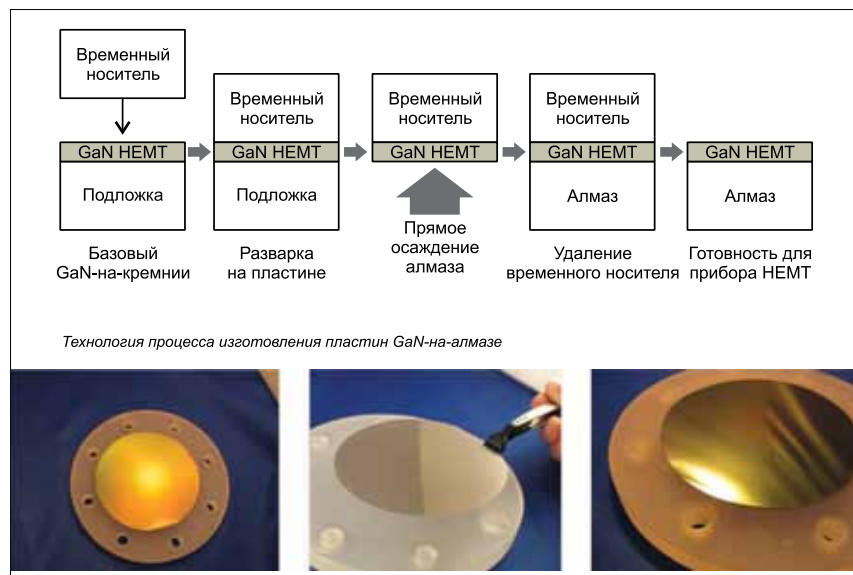 Временный
носитель
Временный
носитель
Временный
носитель
Временный
носитель
GaN HEMT
GaN HEMT
GaN HEMT
GaN HEMT
GaN HEMT
Подложка
Подложка
Алмаз
Алмаз
Базовый
GaN-на-кремнии
Разварка
на пластине
Прямое
осаждение
алмаза
Удаление
временного носителя
Готовность для
прибора HEMT
Технология процесса изготовления пластин GaN-на-алмазе